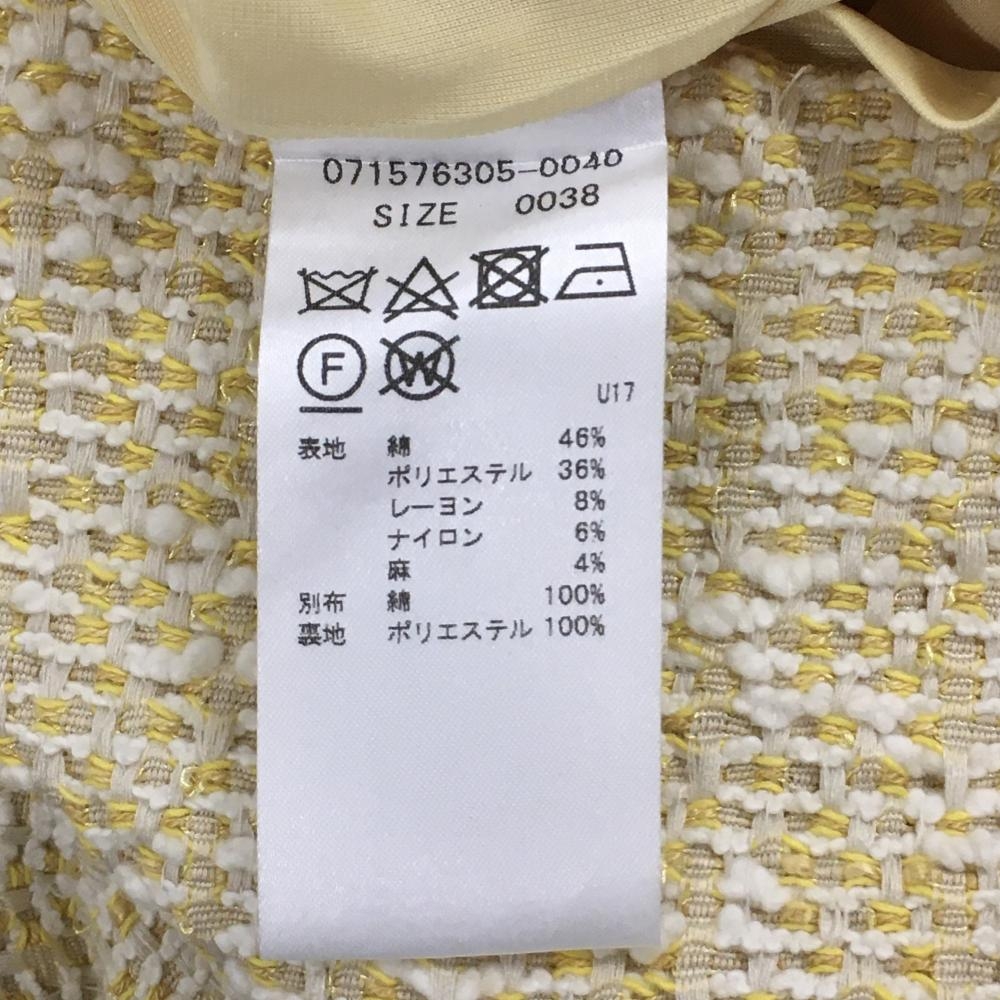 071576305-0040
SIZE 0038
F W
U17
表地 綿 46%
ポリエステル 36%
レーヨン 8%
ナイロン 6%
麻 4%
別布 綿 100%
裏地 ポリエステル 100%